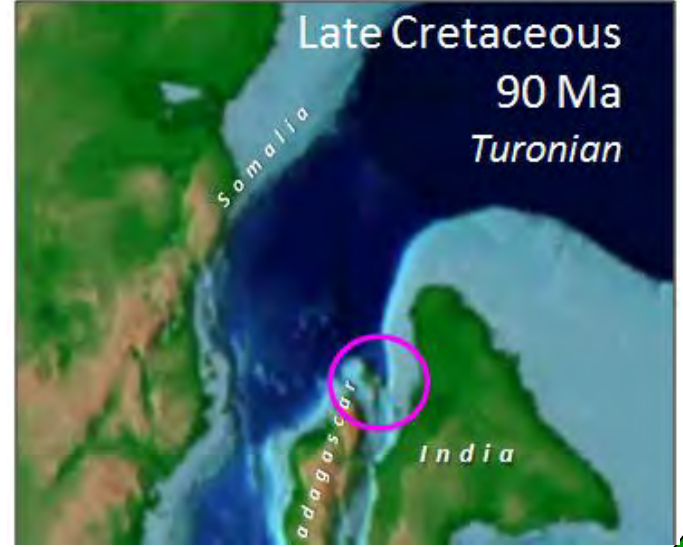 Late Cretaceous
90 Ma
Turonian
Somalia
adagascar
India